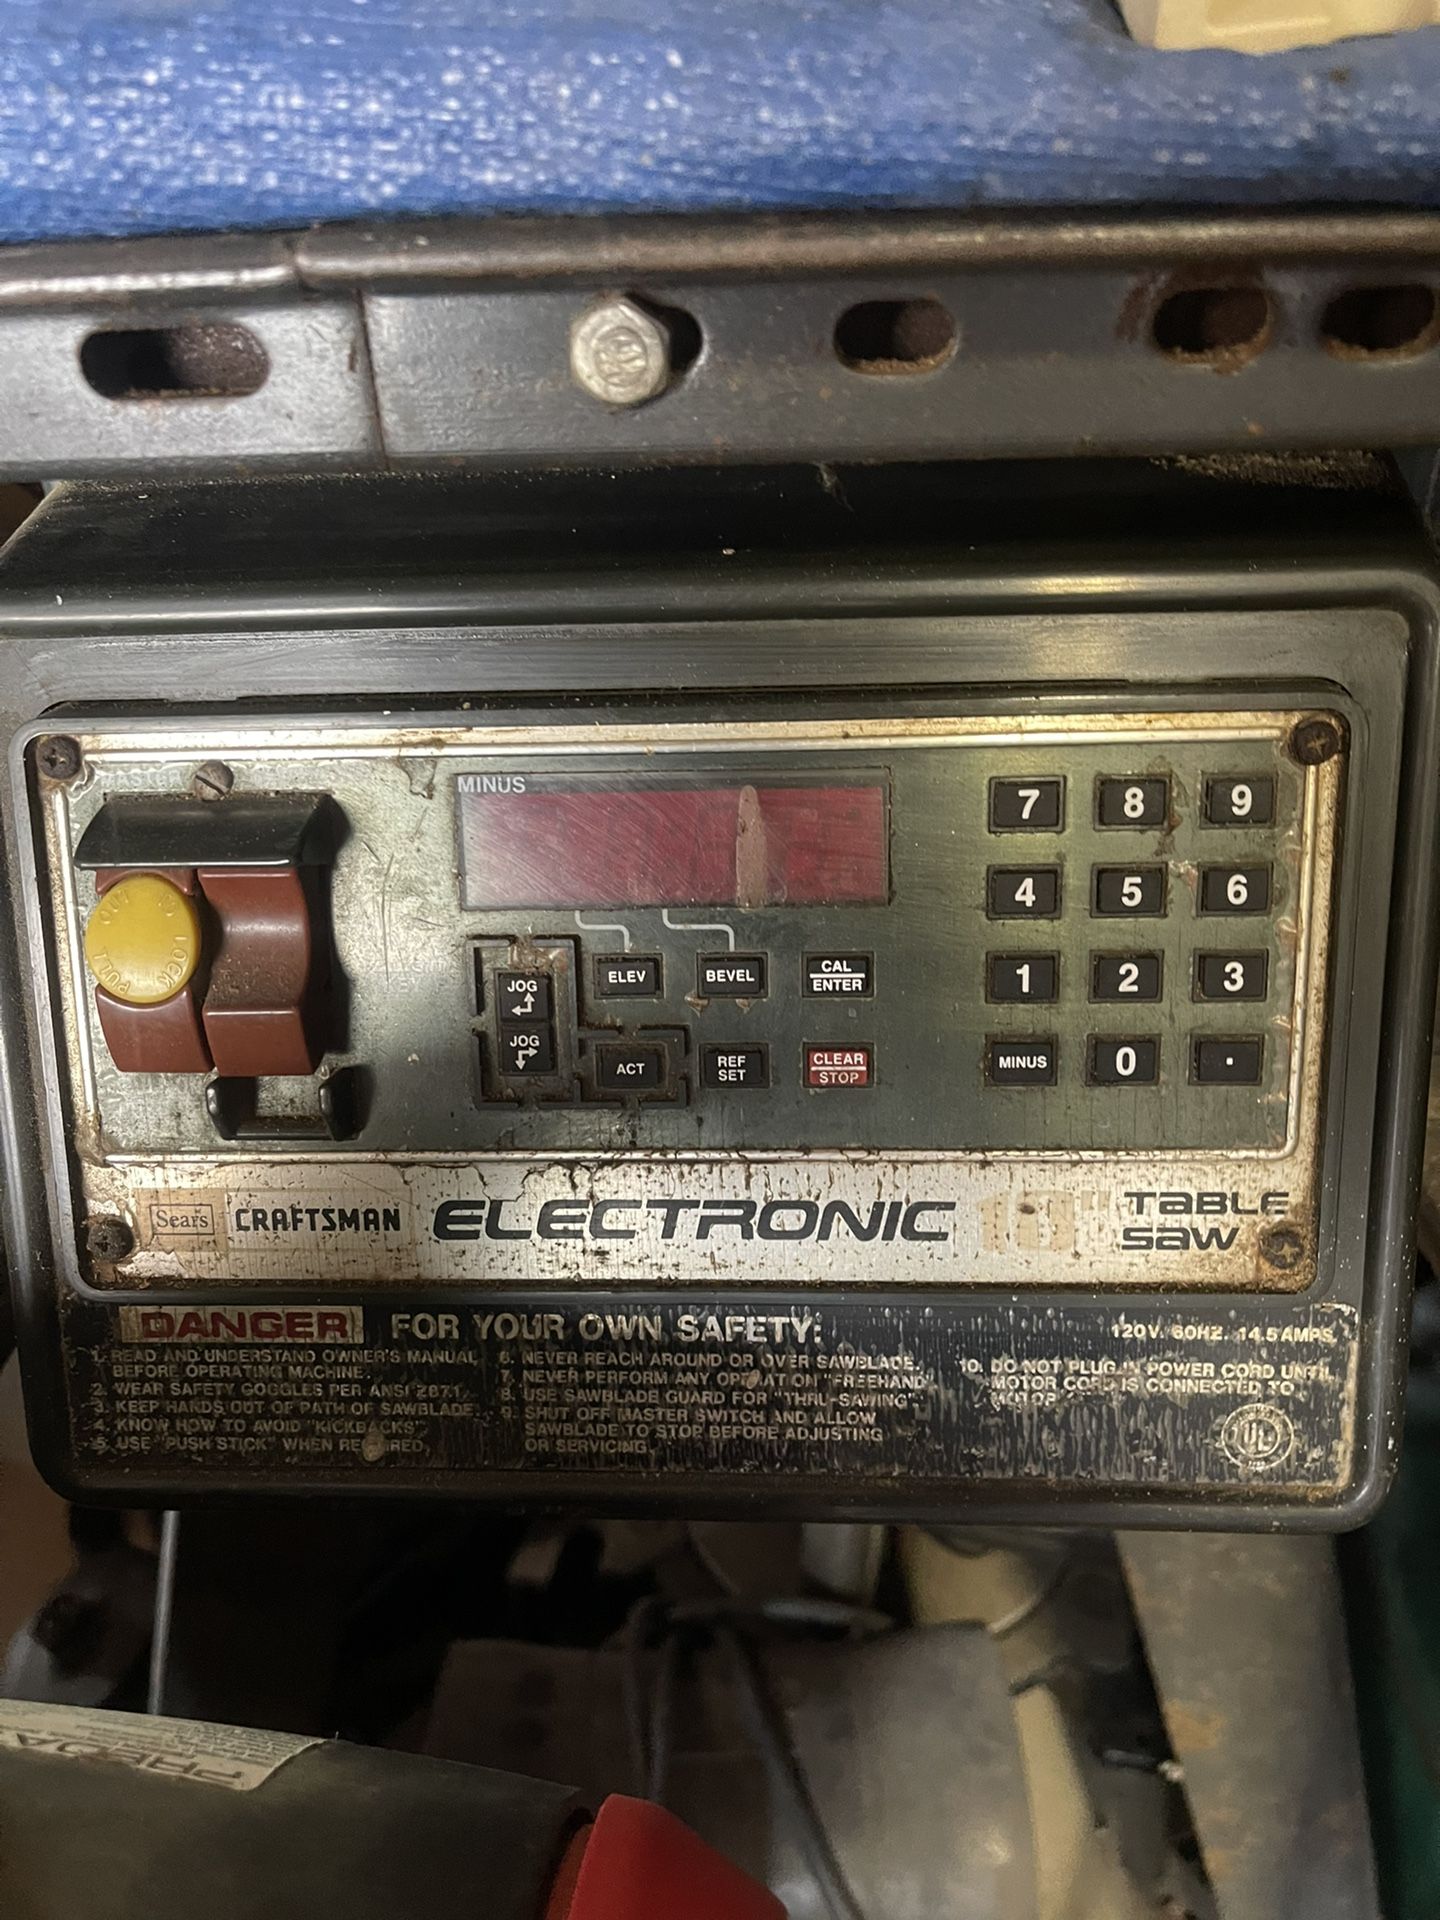 MINUS
7 8 9
4 5 6
1 2 3
MINUS 0 .
PULL TO LOCK
JOG
JOG
ELEV
BEVEL
CAL
ENTER
ACT
REF
SET
CLEAR
STOP
Sears CRAFTSMAN ELECTRONIC 10" TABLE
SAW
DANGER FOR YOUR OWN SAFETY:
120V. 60HZ. 14.5 AMPS.
1. READ AND UNDERSTAND OWNER'S MANUAL
BEFORE OPERATING MACHINE.
2. WEAR SAFETY GOGGLES PER ANSI Z87.1.
3. KEEP HANDS OUT OF PATH OF SAWBLADE.
4. KNOW HOW TO AVOID "KICKBACKS".
5. USE "PUSH STICK" WHEN REQUIRED.
6. NEVER REACH AROUND OR OVER SAWBLADE.
7. NEVER PERFORM ANY OPERATION "FREEHAND"
8. USE SAWBLADE GUARD FOR "THRU-SAWING".
9. SHUT OFF MASTER SWITCH AND ALLOW
SAWBLADE TO STOP BEFORE ADJUSTING
OR SERVICING.
10. DO NOT PLUG IN POWER CORD UNTIL
MOTOR CORD IS CONNECTED TO
MOTOR.
UL